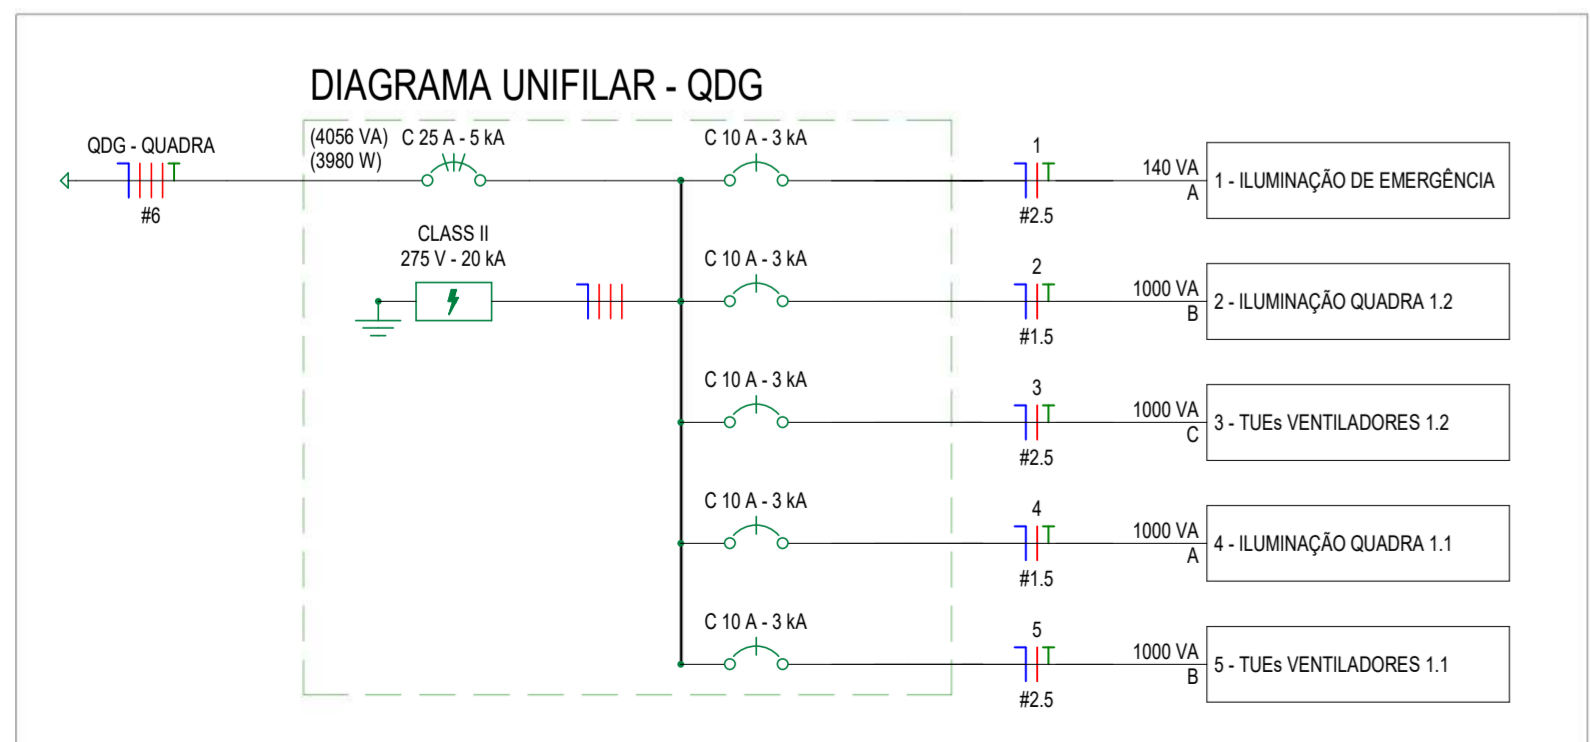 DIAGRAMA UNIFILAR - QDG
QDG - QUADRA
#6
(4056 VA)
(3980 W)
C 25 A - 5 kA
CLASS II
275 V - 20 kA
C 10 A - 3 kA
1
#2.5
140 VA
A
1 - ILUMINAÇÃO DE EMERGÊNCIA
C 10 A - 3 kA
2
#1.5
1000 VA
B
2 - ILUMINAÇÃO QUADRA 1.2
C 10 A - 3 kA
3
#2.5
1000 VA
C
3 - TUEs VENTILADORES 1.2
C 10 A - 3 kA
4
#1.5
1000 VA
A
4 - ILUMINAÇÃO QUADRA 1.1
C 10 A - 3 kA
5
#2.5
1000 VA
B
5 - TUEs VENTILADORES 1.1